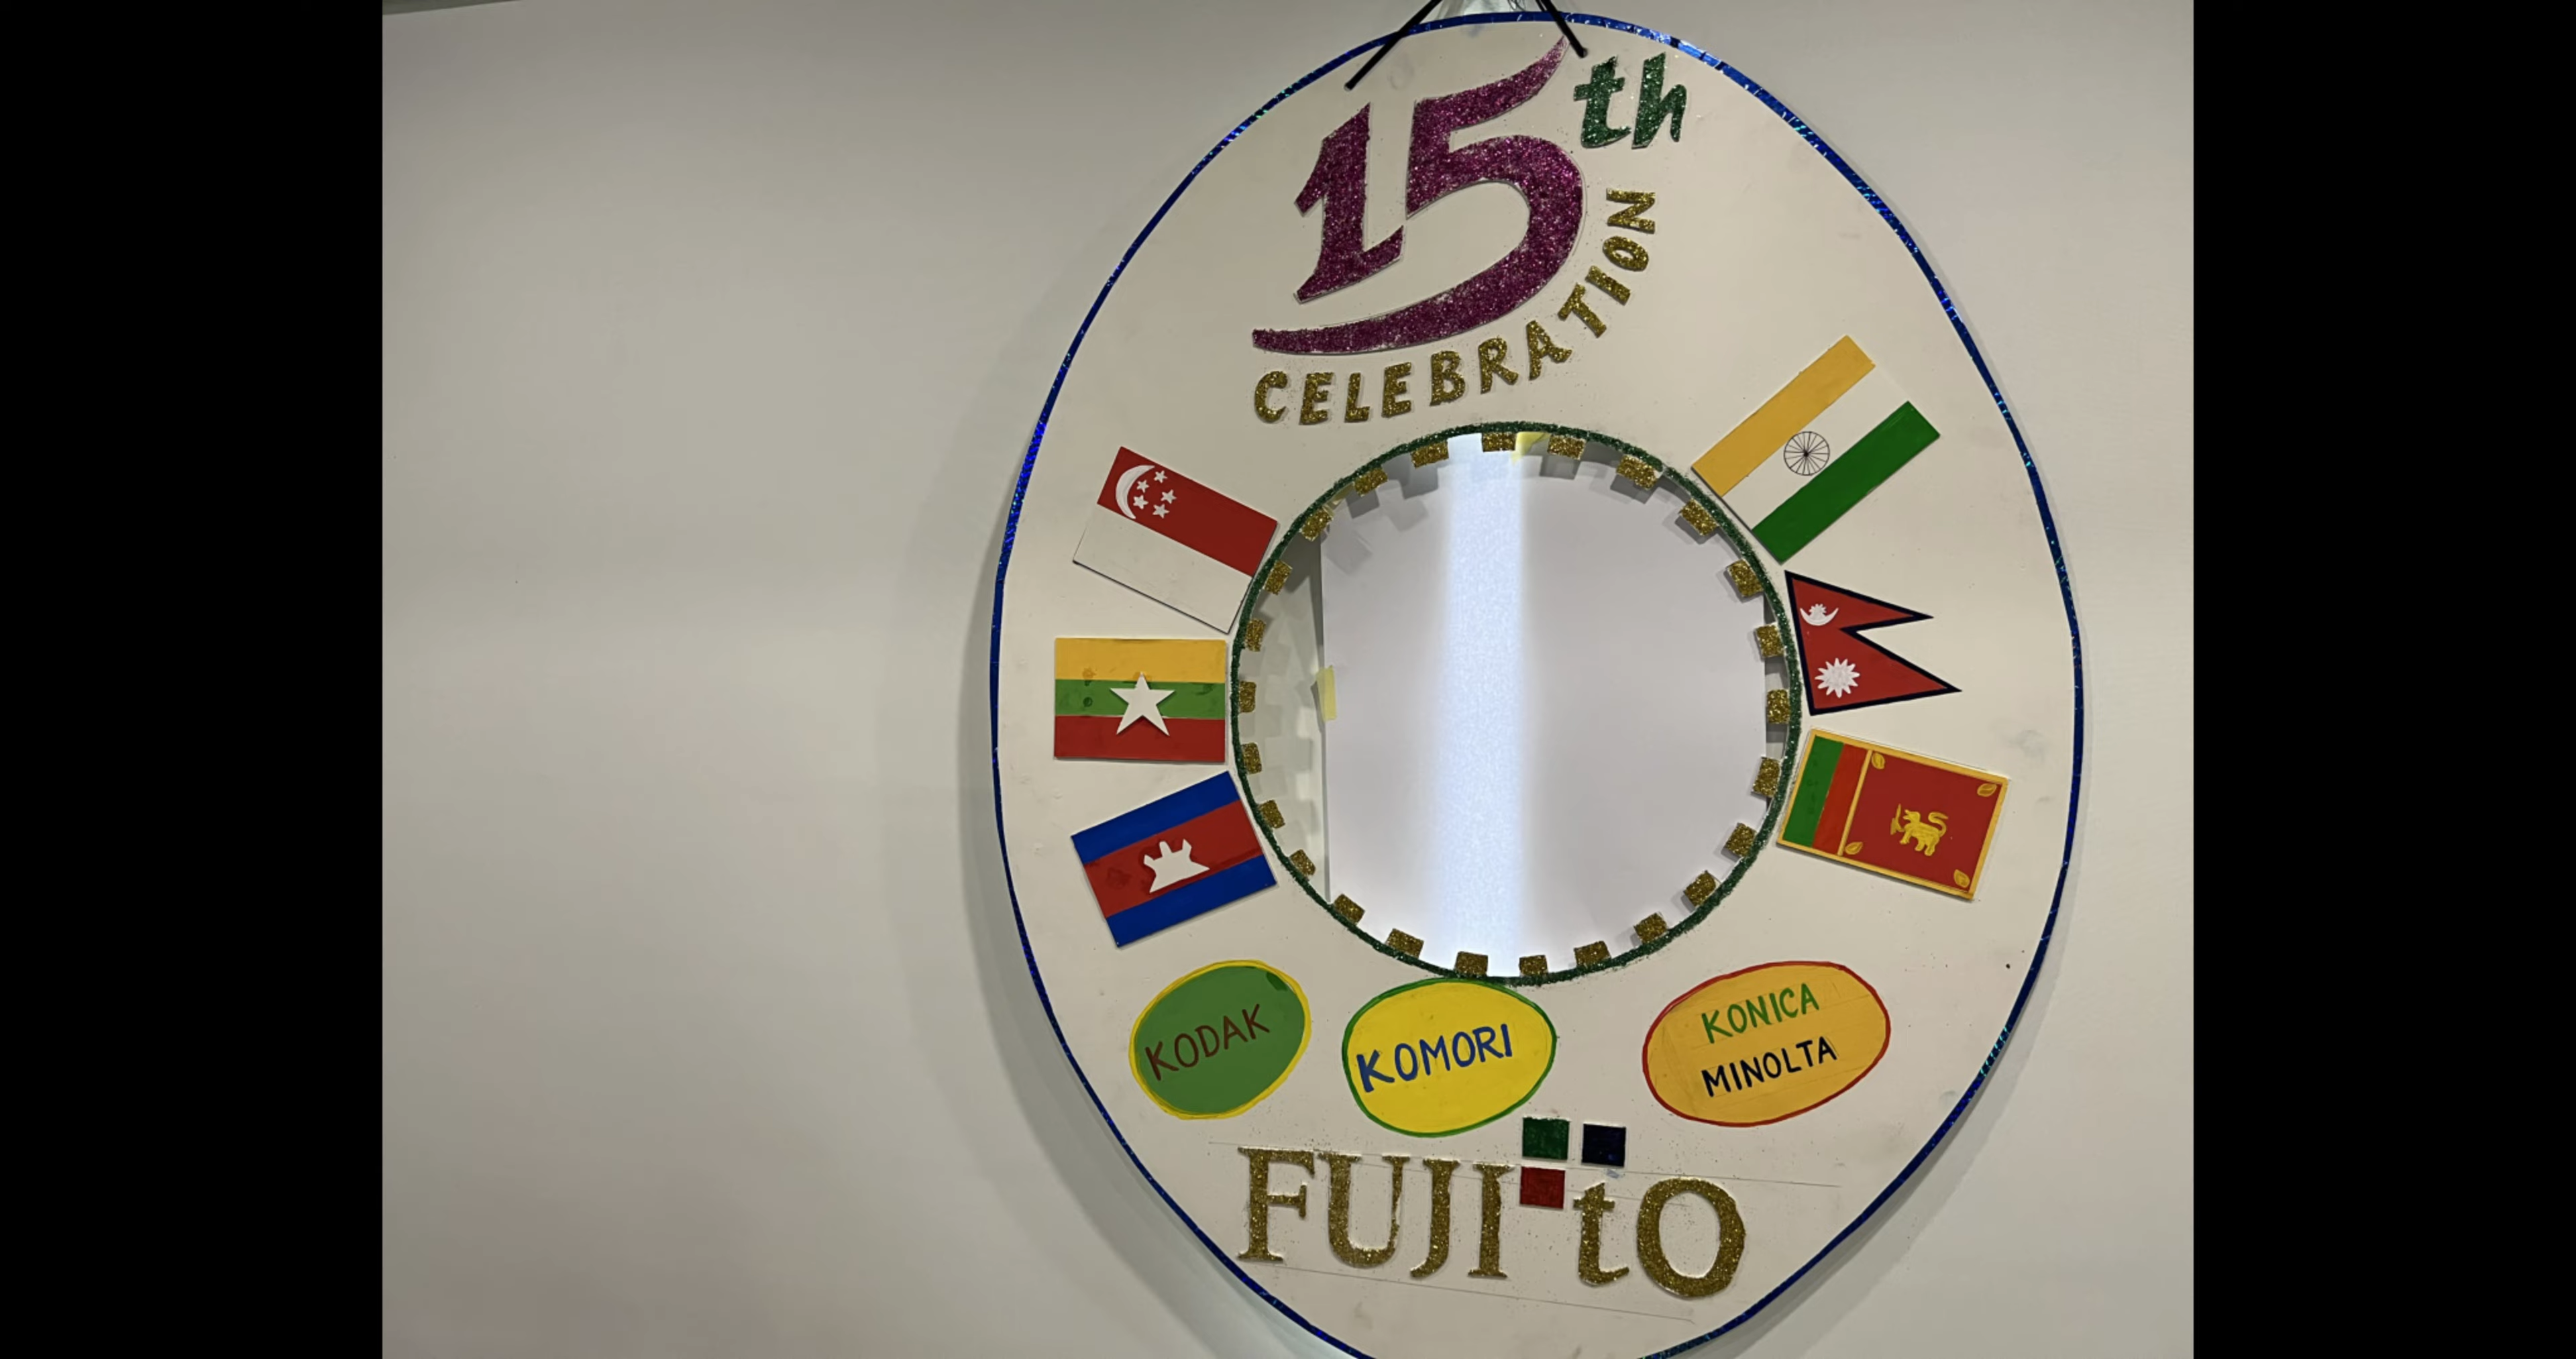 15th
CELEBRATION
KODAK
KOMORI
KONICA
MINOLTA
FUJI tO